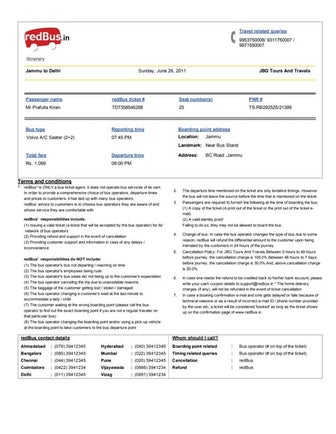 redBus.in
Travel related queries
9953750008/ 9311750007 /
9971550007
Itinerary
Jammu to Delhi
Sunday, June 26, 2011
JBG Tours And Travels
Passenger name
redBus ticket #
Seat number(s)
PNR #
Mr Prafulla Kiran
25
Bus type
Reporting time
Boarding point address
Volvo A/C Seater (2+2)
07:45 PM
Location: Jammu
Landmark: Near Bus Stand
Total fare
Departure time
Address: BC Road Jammu
Rs. 1,090
08:00 PM
Terms and conditions
1. redBus* is ONLY a bus ticket agent. It does not operate bus services of its own.
In order to provide a comprehensive choice of bus operators, departure times
and prices to customers, it has tied up with many bus operators.
redBus' advice to customers is to choose bus operators they are aware of and
whose service they are comfortable with.
redBus' responsibilities include:
(1) Issuing a valid ticket (a ticket that will be accepted by the bus operator) for its'
network of bus operators
(2) Providing refund and support in the event of cancellation
(3) Providing customer support and information in case of any delays /
inconvenience
redBus' responsibilities do NOT include:
(1) The bus operator's bus not departing / reaching on time
(2) The bus operator's employees being rude
(3) The bus operator's bus seats etc not being up to the customer's expectation
(4) The bus operator canceling the trip due to unavoidable reasons
(5) The baggage of the customer getting lost / stolen / damaged
(6) The bus operator changing a customer's seat at the last minute to
accommodate a lady / child
(7) The customer waiting at the wrong boarding point (please call the bus
operator to find out the exact boarding point if you are not a regular traveler on
that particular bus)
(8) The bus operator changing the boarding point and/or using a pick-up vehicle
at the boarding point to take customers to the bus departure point
2. The departure time mentioned on the ticket are only tentative timings. However
the bus will not leave the source before the time that is mentioned on the ticket.
3. Passengers are required to furnish the following at the time of boarding the bus:
(1) A copy of the ticket (A print out of the ticket or the print out of the ticket e-
mail).
(2) A valid identity proof
Failing to do so, they may not be allowed to board the bus.
4. Change of bus: In case the bus operator changes the type of bus due to some
reason, redBus will refund the differential amount to the customer upon being
intimated by the customers in 24 hours of the journey.
5. Cancellation Policy: For JBG Tours And Travels Between 0 hours to 48 hours
before journey, the cancellation charge is 100.0% Between 48 hours to 7 days
before journey, the cancellation charge is 30.0% And, above cancellation charge
is 20.0%.
6. In case one needs the refund to be credited back to his/her bank account, please
write your cash coupon details to support@redbus.in * The home delivery
charges (if any), will not be refunded in the event of ticket cancellation
7. In case a booking confirmation e-mail and sms gets delayed or fails because of
technical reasons or as a result of incorrect e-mail ID / phone number provided
by the user etc, a ticket will be considered 'booked' as long as the ticket shows
up on the confirmation page of www.redbus.in
redBus contact details
Whom should I call?
Ahmedabad : (079) 39412345 Hyderabad : (040) 39412345 Boarding point related : Bus operator (# on top of the ticket)
Bangalore : (080) 39412345 Mumbai : (022) 39412345 Timing-related queries : Bus operator (# on top of the ticket)
Chennai : (044) 39412345 Pune : (020) 39412345 Cancellation : redBus
Coimbatore : (0422) 3941234 Vijayawada : (0866) 3941234 Refund : redBus
Delhi : (011) 39412345 Vizag : (0891) 3941234